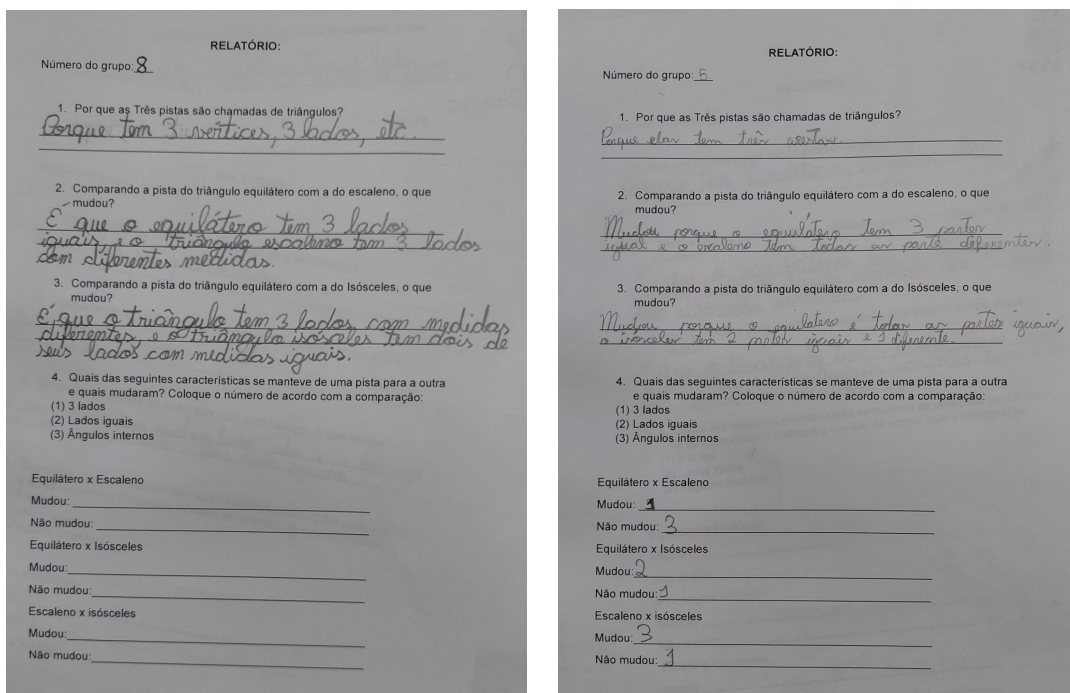 RELATÓRIO:
Número do grupo: 8
1. Por que as Três pistas são chamadas de triângulos?
Porque tem 3 vértices, 3 lados, etc.
2. Comparando a pista do triângulo equilátero com a do escaleno, o que
mudou?
É que o equilátero tem 3 lados
iguais, e o triângulo escaleno tem 3 lados
com diferentes medidas.
3. Comparando a pista do triângulo equilátero com a do Isósceles, o que
mudou?
É que o triângulo tem 3 lados, com medidas
diferentes, e o triângulo isósceles tem dois de
seus lados com medidas iguais.
4. Quais das seguintes características se manteve de uma pista para a outra
e quais mudaram? Coloque o número de acordo com a comparação:
(1) 3 lados
(2) Lados iguais
(3) Ângulos internos
Equilátero x Escaleno
Mudou:
Não mudou:
Equilátero x Isósceles
Mudou:
Não mudou:
Escaleno x isósceles
Mudou:
Não mudou:
RELATÓRIO:
Número do grupo: 5
1. Por que as Três pistas são chamadas de triângulos?
Porque elas tem três
2. Comparando a pista do triângulo equilátero com a do escaleno, o que
mudou?
Mudou porque o equilátero tem 3 partes
igual e o escaleno têm todas as parte diferentes.
3. Comparando a pista do triângulo equilátero com a do Isósceles, o que
mudou?
Mudou porque o equilatero é todas as partes iguais,
o isósceles tem 2 partes iguais e 1 diferente.
4. Quais das seguintes características se manteve de uma pista para a outra
e quais mudaram? Coloque o número de acordo com a comparação:
(1) 3 lados
(2) Lados iguais
(3) Ângulos internos
Equilátero x Escaleno
Mudou: 1
Não mudou: 3
Equilátero x Isósceles
Mudou: 2
Não mudou: 1
Escaleno x isósceles
Mudou: 3
Não mudou: 1